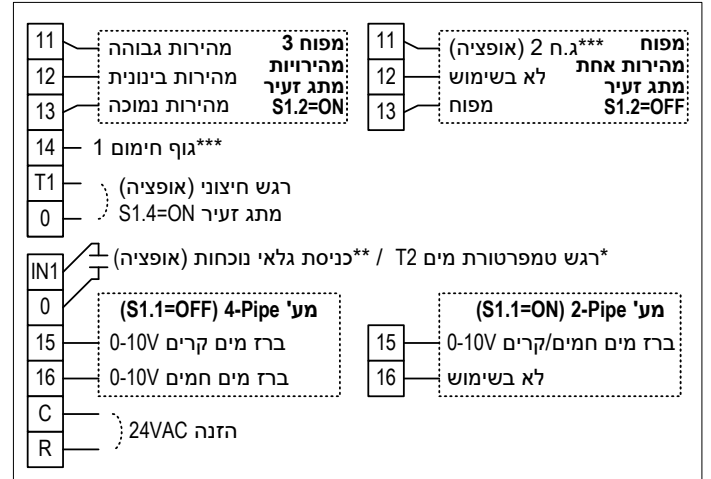 11 מהירות גבוהה מפוח 3
12 מהירות בינונית מהירויות
מתג זעיר
13 מהירות נמוכה S1.2=ON
11 ***ג.ח 2 (אופציה) מפוח
12 לא בשימוש מהירות אחת
מתג זעיר
13 מפוח S1.2=OFF
14 ***גוף חימום 1
T1 רגש חיצוני (אופציה)
0 מתג זעיר S1.4=ON
IN1 *רגש טמפרטורת מים T2 / **כניסת גלאי נוכחות (אופציה)
0 מע' 4-Pipe (S1.1=OFF)
15 ברז מים קרים 0-10V
16 ברז מים חמים 0-10V
מע' 2-Pipe (S1.1=ON)
15 ברז מים חמים/קרים 0-10V
16 לא בשימוש
C
R הזנה 24VAC